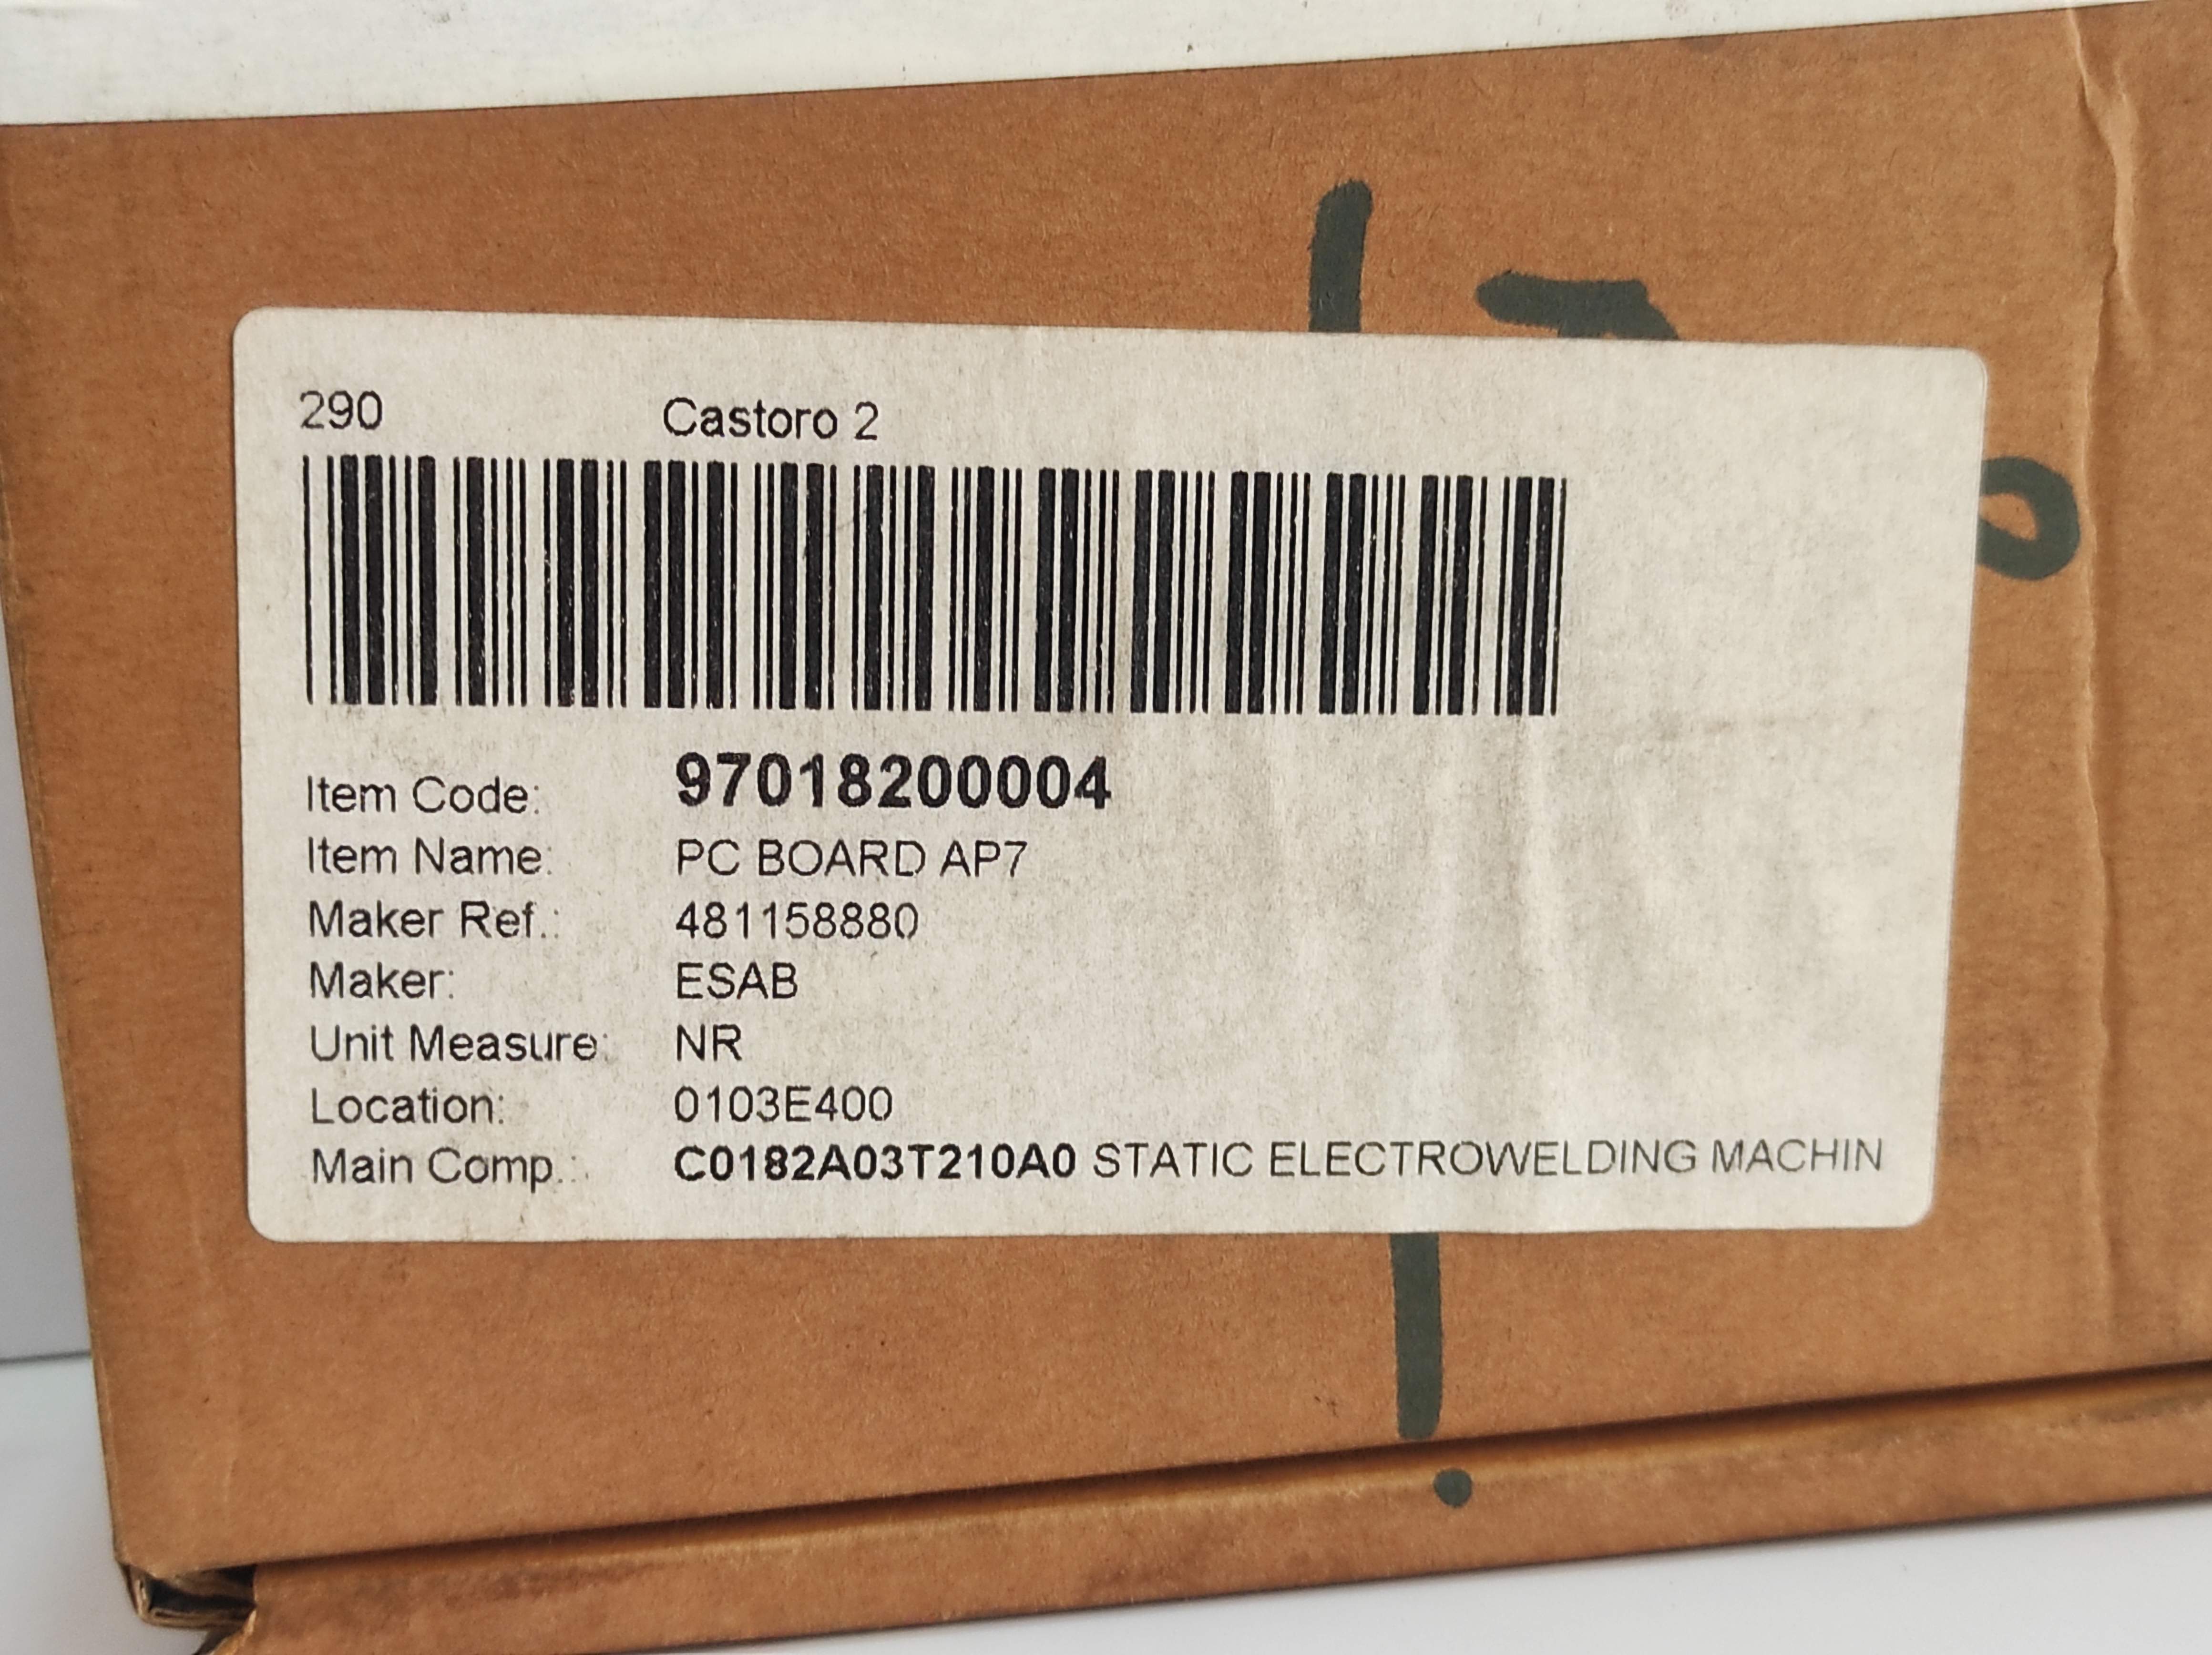 290 Castoro 2
Item Code: 97018200004
Item Name: PC BOARD AP7
Maker Ref.: 481158880
Maker: ESAB
Unit Measure: NR
Location: 0103E400
Main Comp.: C0182A03T210A0 STATIC ELECTROWELDING MACHIN